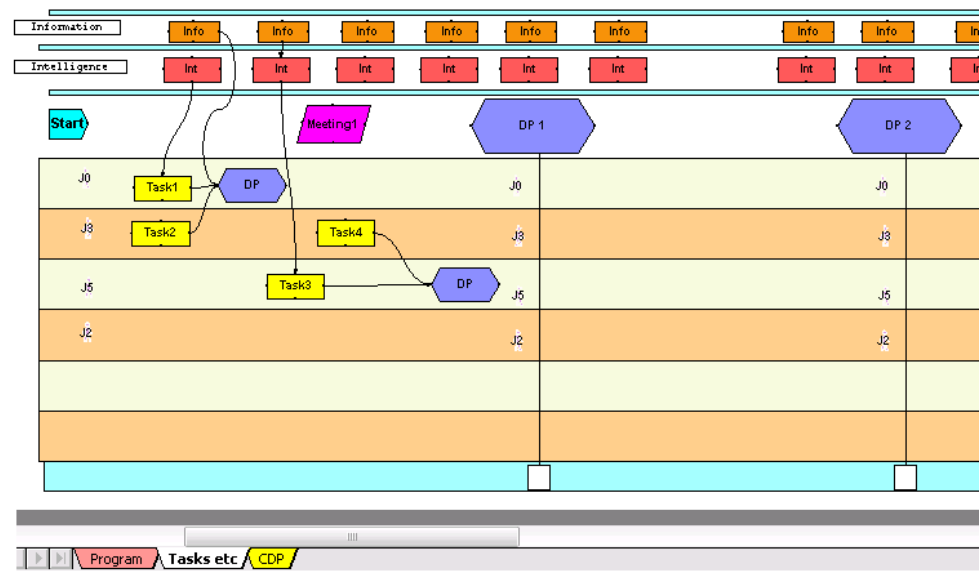 Information Info Info Info Info Info Info Info Info In
Intelligence Int Int Int Int Int Int Int Int I
Start Meeting1 DP 1 DP 2
J0 Task1 DP J0 J0
J3 Task2 Task4 J3 J3
J5 Task3 DP J5 J5
J2 J2 J2
Program Tasks etc CDP